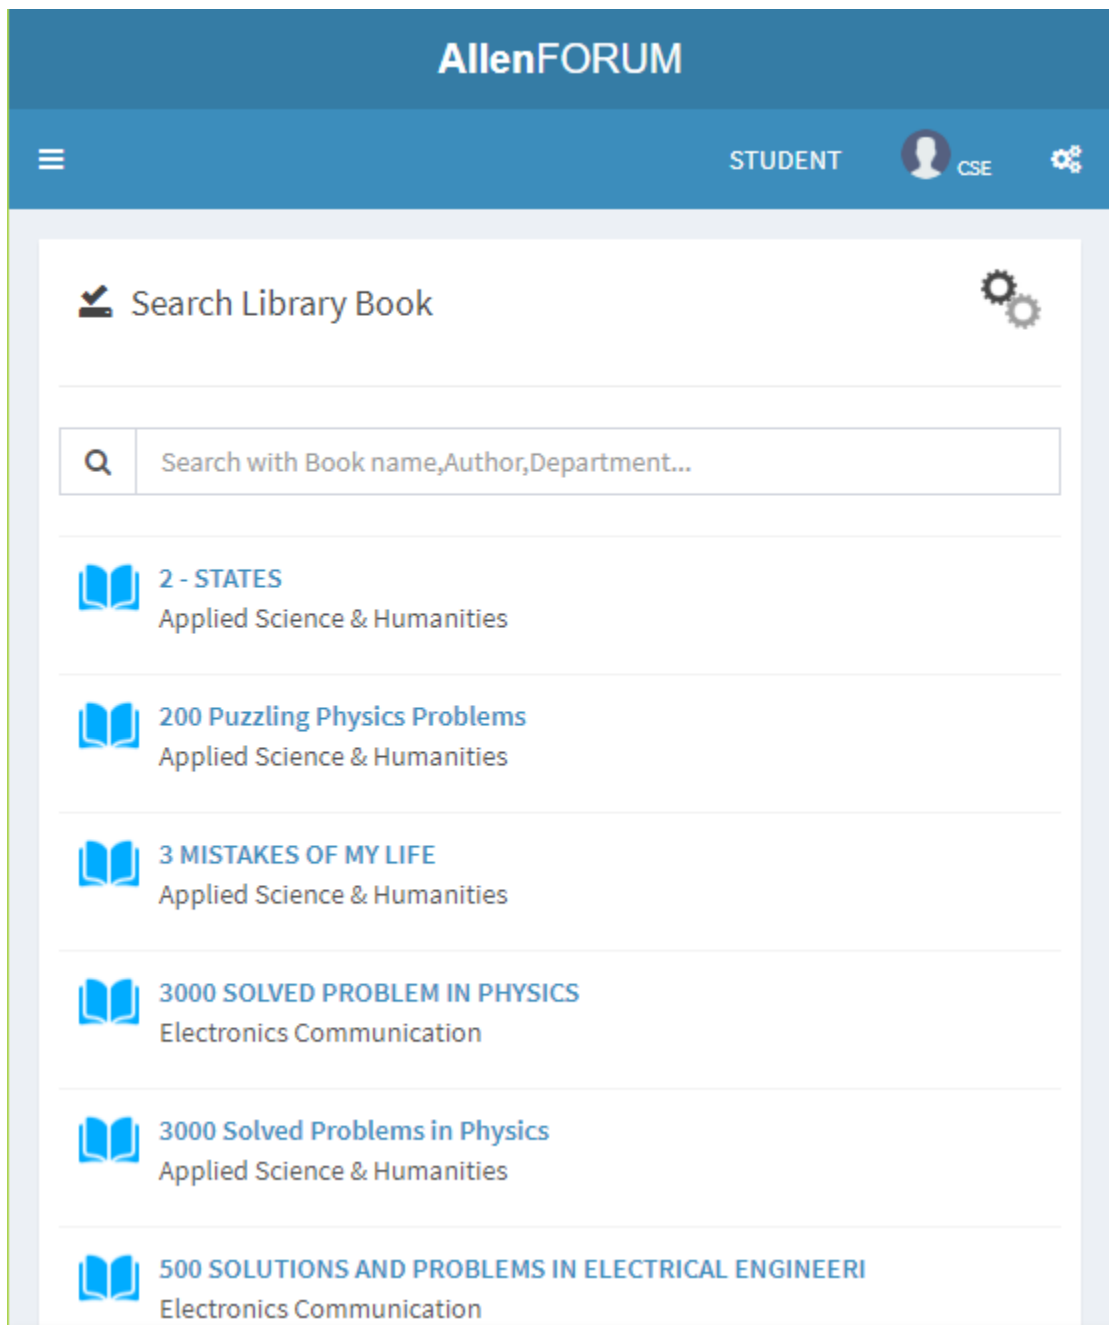 AllenFORUM
STUDENT CSE
Search Library Book
Search with Book name,Author,Department...
2 - STATES
Applied Science & Humanities
200 Puzzling Physics Problems
Applied Science & Humanities
3 MISTAKES OF MY LIFE
Applied Science & Humanities
3000 SOLVED PROBLEM IN PHYSICS
Electronics Communication
3000 Solved Problems in Physics
Applied Science & Humanities
500 SOLUTIONS AND PROBLEMS IN ELECTRICAL ENGINEERI
Electronics Communication